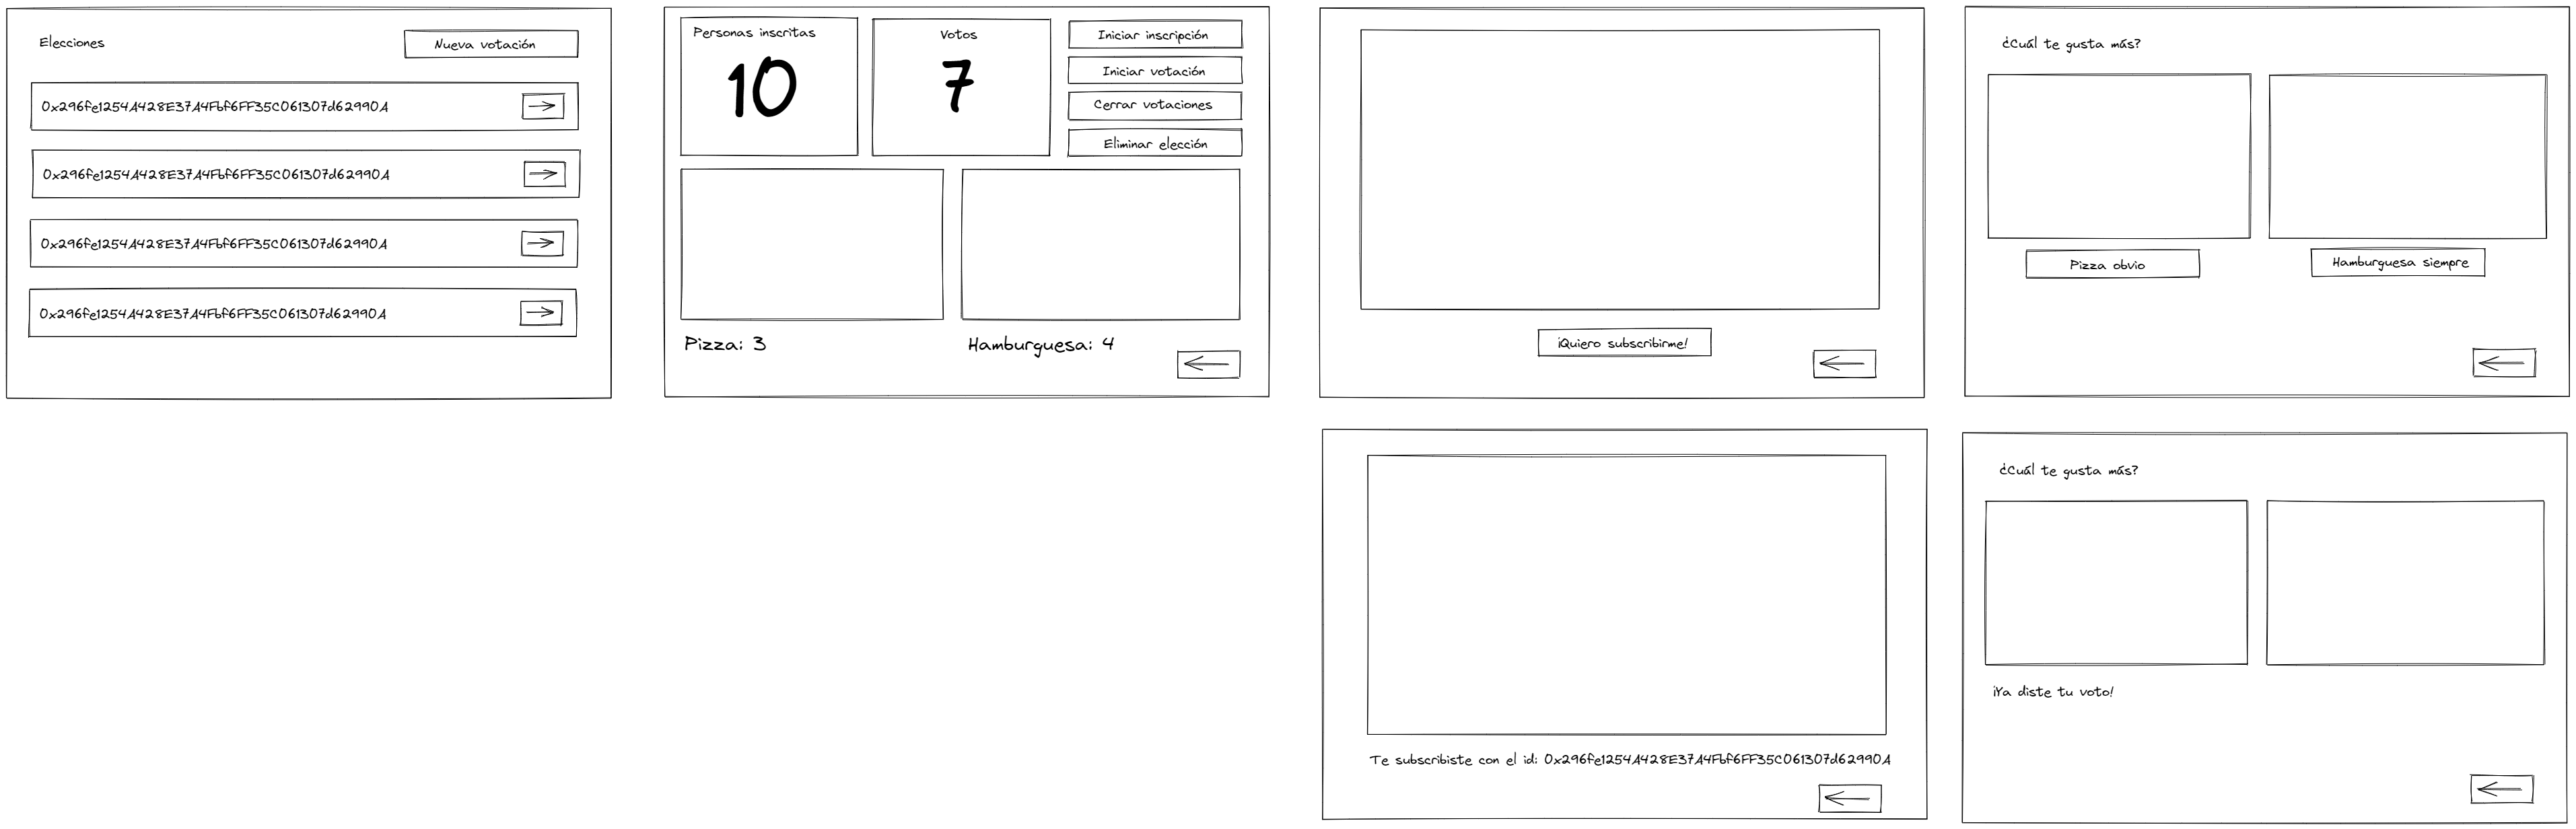 Elecciones
Nueva votación
0x296fe1254A428E37A4Fbf6FF35C061307d62990A
0x296fe1254A428E37A4Fbf6FF35C061307d62990A
0x296fe1254A428E37A4Fbf6FF35C061307d62990A
0x296fe1254A428E37A4Fbf6FF35C061307d62990A
Personas inscritas
10
Votos
7
Iniciar inscripción
Iniciar votación
Cerrar votaciones
Eliminar elección
Pizza: 3
Hamburguesa: 4
¡Quiero subscribirme!
¿Cuál te gusta más?
Pizza obvio
Hamburguesa siempre
Te subscribiste con el id: 0x296fe1254A428E37A4Fbf6FF35C061307d62990A
¿Cuál te gusta más?
¡Ya diste tu voto!